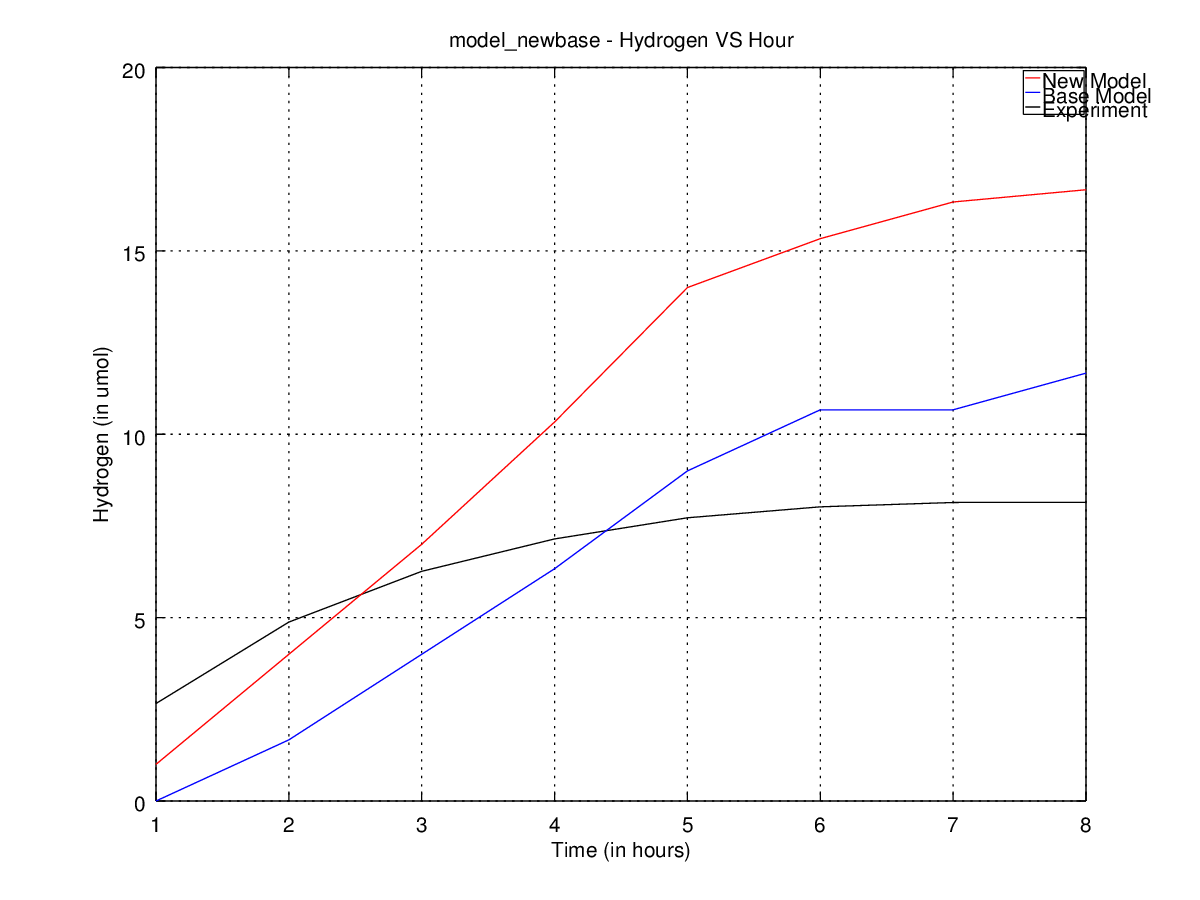 model_newbase - Hydrogen VS Hour
New Model
Base Model
Experiment
20
15
10
5
0
Hydrogen (in umol)
1 2 3 4 5 6 7 8
Time (in hours)